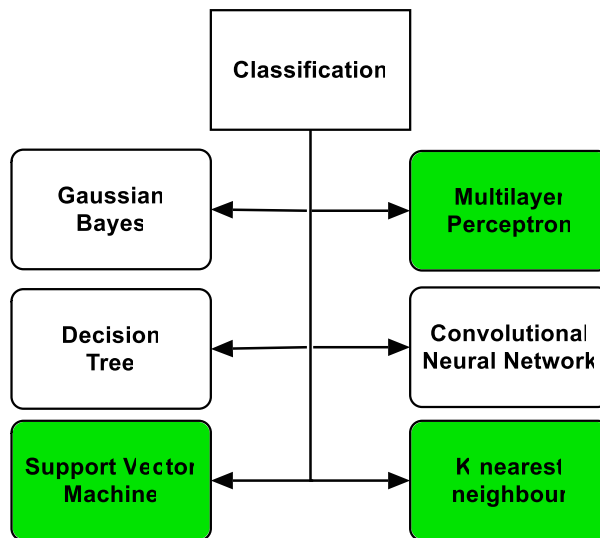 Classification
Gaussian
Bayes
Multilayer
Perceptron
Decision
Tree
Convolutional
Neural Network
Support Vector
Machine
K nearest
neighbour